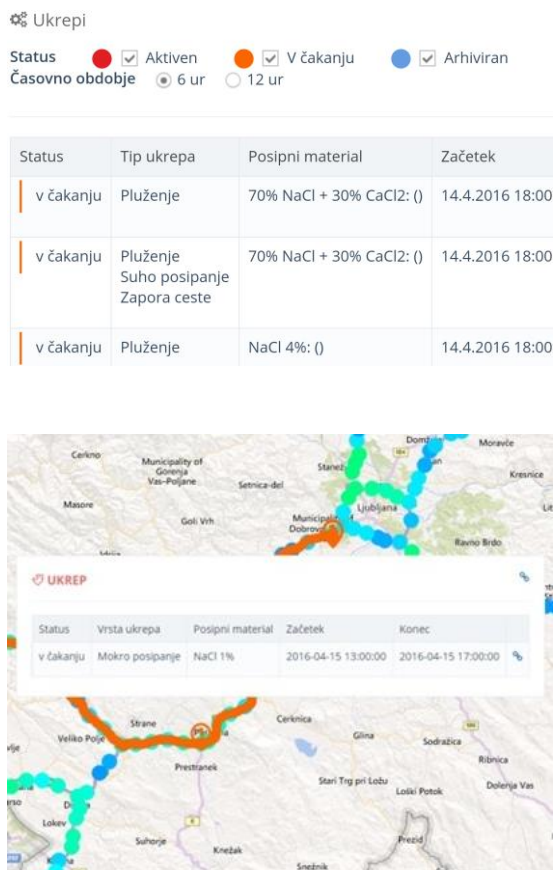 Ukrepi
Status Aktiven V čakanju Arhiviran
Časovno obdobje 6 ur 12 ur
Status Tip ukrepa Posipni material Začetek
v čakanju Pluženje 70% NaCl + 30% CaCl2: () 14.4.2016 18:00
v čakanju Pluženje 70% NaCl + 30% CaCl2: () 14.4.2016 18:00
Suho posipanje
Zapora ceste
v čakanju Pluženje NaCl 4%: () 14.4.2016 18:00
Cerkno
Moravče
Municipality of
Gorenja
Vas-Poljane
Kresnice
Setnica-del
Masore
Ljubljana
Goli Vrh
Ravno Brdo
UKREP
Status Vrsta ukrepa Posipni material Začetek Konec
v čakanju Mokro posipanje NaCl 1% 2016-04-15 13:00:00 2016-04-15 17:00:00
Strane
Cerknica
Veliko Polje
Glina
Sodražica
Prestranek
Ribnica
Stari Trg pri Ložu
Loški Potok
Dolenja Vas
Lokev
Suhorje
Knežak
6
Prezid
Snežnik